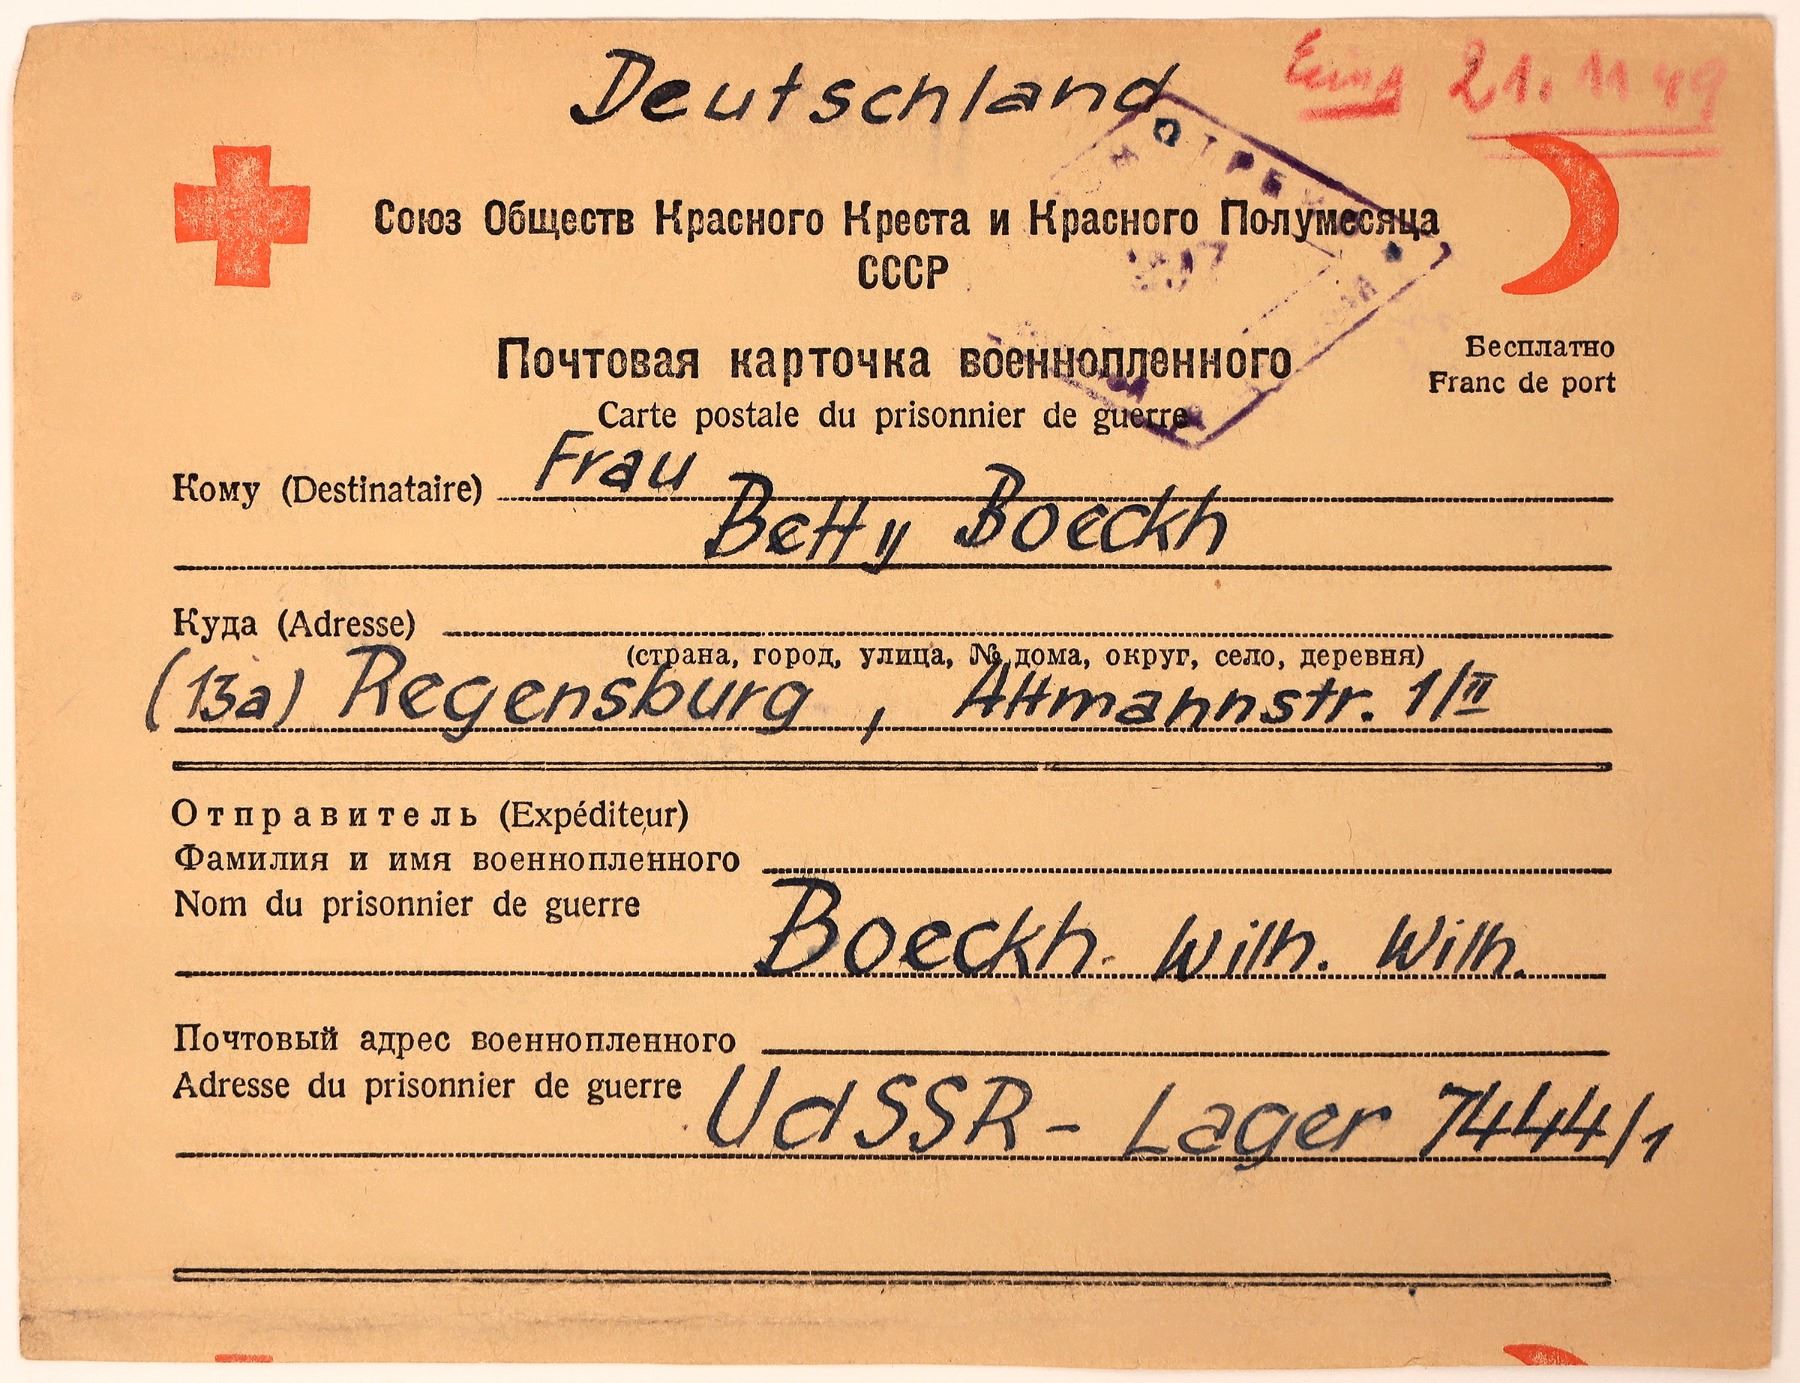 Deutschland
21. 11 49
Союз Обществ Красного Креста и Красного Полумесяца
СССР
Почтовая карточка военнопленного
Carte postale du prisonnier de guerre
Бесплатно
Franc de port
Кому (Destinataire) Frau
Betty Boeckh
Куда (Adresse)
(страна, город, улица, № дома, округ, село, деревня)
(13a) Regensburg, Attmannstr. 1/II
Отправитель (Expéditeur)
Фамилия и имя военнопленного
Nom du prisonnier de guerre
Boeckh. Wilh. Wilh.
Почтовый адрес военнопленного
Adresse du prisonnier de guerre
UdSSR - Lager 7444/1